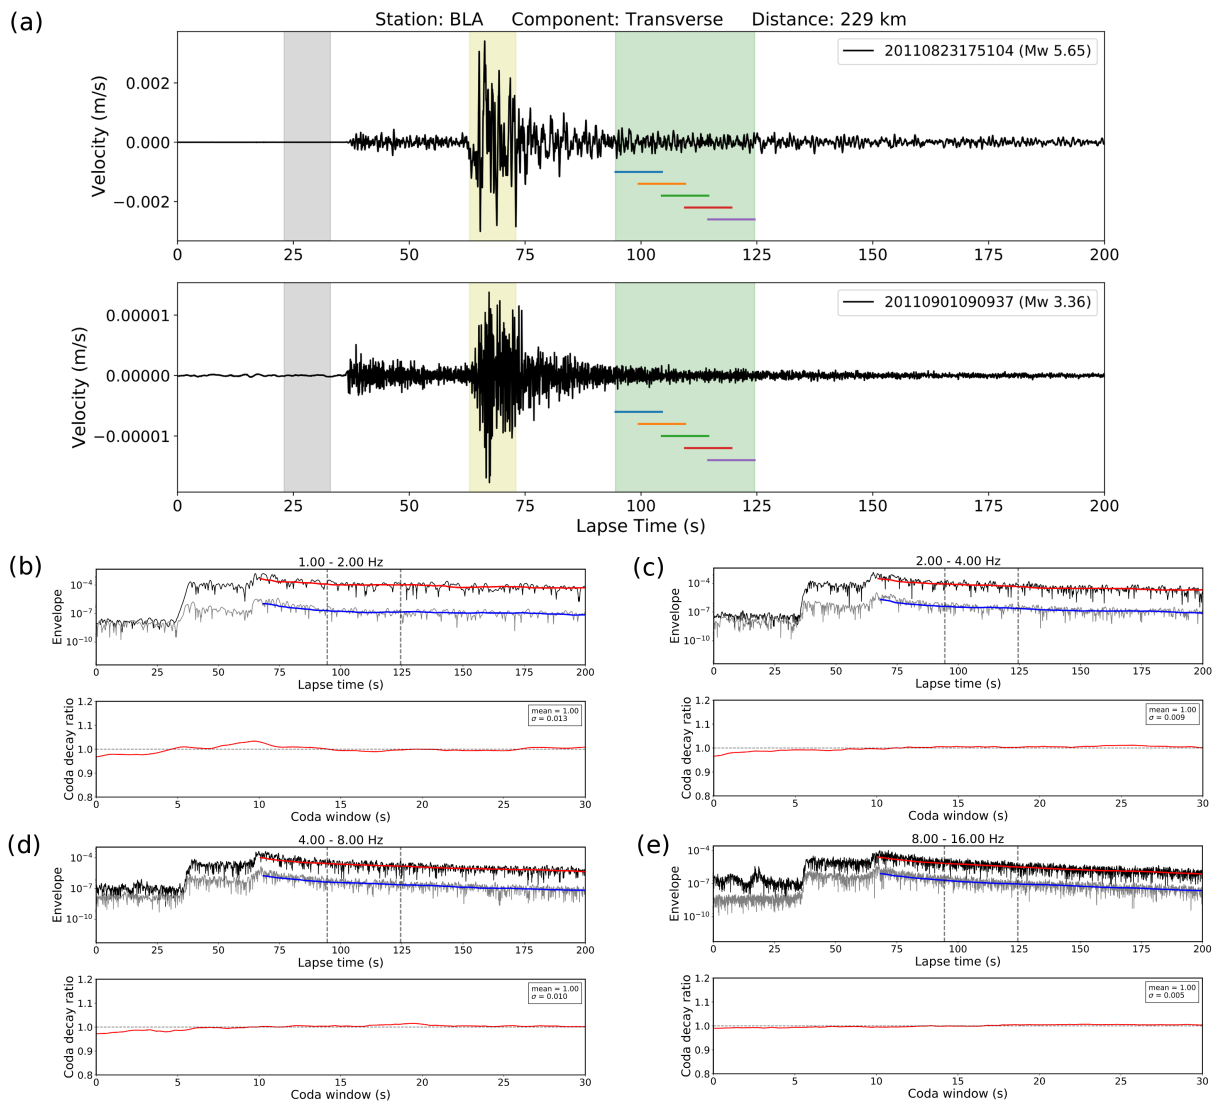 (a)
Station: BLA Component: Transverse Distance: 229 km
20110823175104 (Mw 5.65)
Velocity (m/s)
0.002
0.000
−0.002
0 25 50 75 100 125 150 175 200
20110901090937 (Mw 3.36)
Velocity (m/s)
0.00001
0.00000
−0.00001
0 25 50 75 100 125 150 175 200
Lapse Time (s)
(b)
1.00 - 2.00 Hz
Envelope
10⁻⁴
10⁻⁷
10⁻¹⁰
0 25 50 75 100 125 150 175 200
Lapse time (s)
Coda decay ratio
1.2
1.1
1.0
0.9
0.8
mean = 1.00
σ = 0.013
0 5 10 15 20 25 30
Coda window (s)
(c)
2.00 - 4.00 Hz
Envelope
10⁻⁴
10⁻⁷
10⁻¹⁰
0 25 50 75 100 125 150 175 200
Lapse time (s)
Coda decay ratio
1.2
1.1
1.0
0.9
0.8
mean = 1.00
σ = 0.009
0 5 10 15 20 25 30
Coda window (s)
(d)
4.00 - 8.00 Hz
Envelope
10⁻⁴
10⁻⁷
10⁻¹⁰
0 25 50 75 100 125 150 175 200
Lapse time (s)
Coda decay ratio
1.2
1.1
1.0
0.9
0.8
mean = 1.00
σ = 0.010
0 5 10 15 20 25 30
Coda window (s)
(e)
8.00 - 16.00 Hz
Envelope
10⁻⁴
10⁻⁷
10⁻¹⁰
0 25 50 75 100 125 150 175 200
Lapse time (s)
Coda decay ratio
1.2
1.1
1.0
0.9
0.8
mean = 1.00
σ = 0.005
0 5 10 15 20 25 30
Coda window (s)